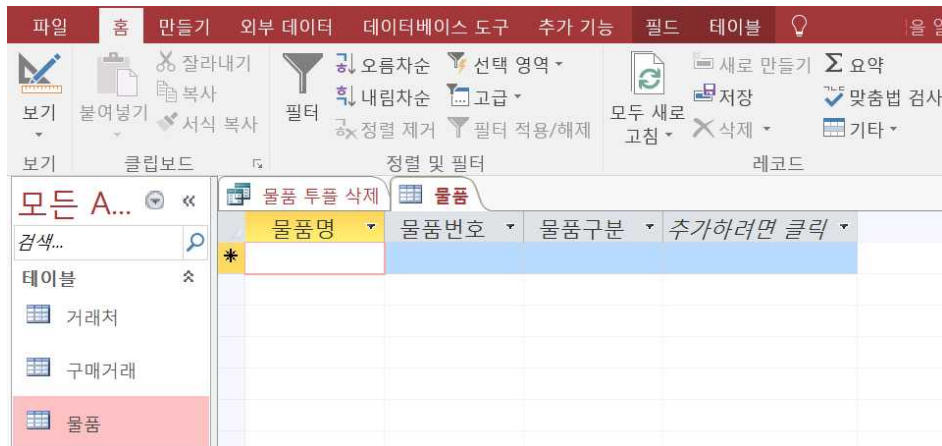 파일 홈 만들기 외부 데이터 데이터베이스 도구 추가 기능 필드 테이블
잘라내기 오름차순 선택 영역 새로 만들기 Σ 요약
복사 내림차순 고급 저장 맞춤법 검사
보기 붙여넣기 서식 복사 필터 정렬 제거 필터 적용/해제 모두 새로 고침 삭제 기타
보기 클립보드 정렬 및 필터 레코드
모든 A... « 물품 투플 삭제 물품
검색... 물품명 물품번호 물품구분 추가하려면 클릭
테이블
거래처
구매거래
물품